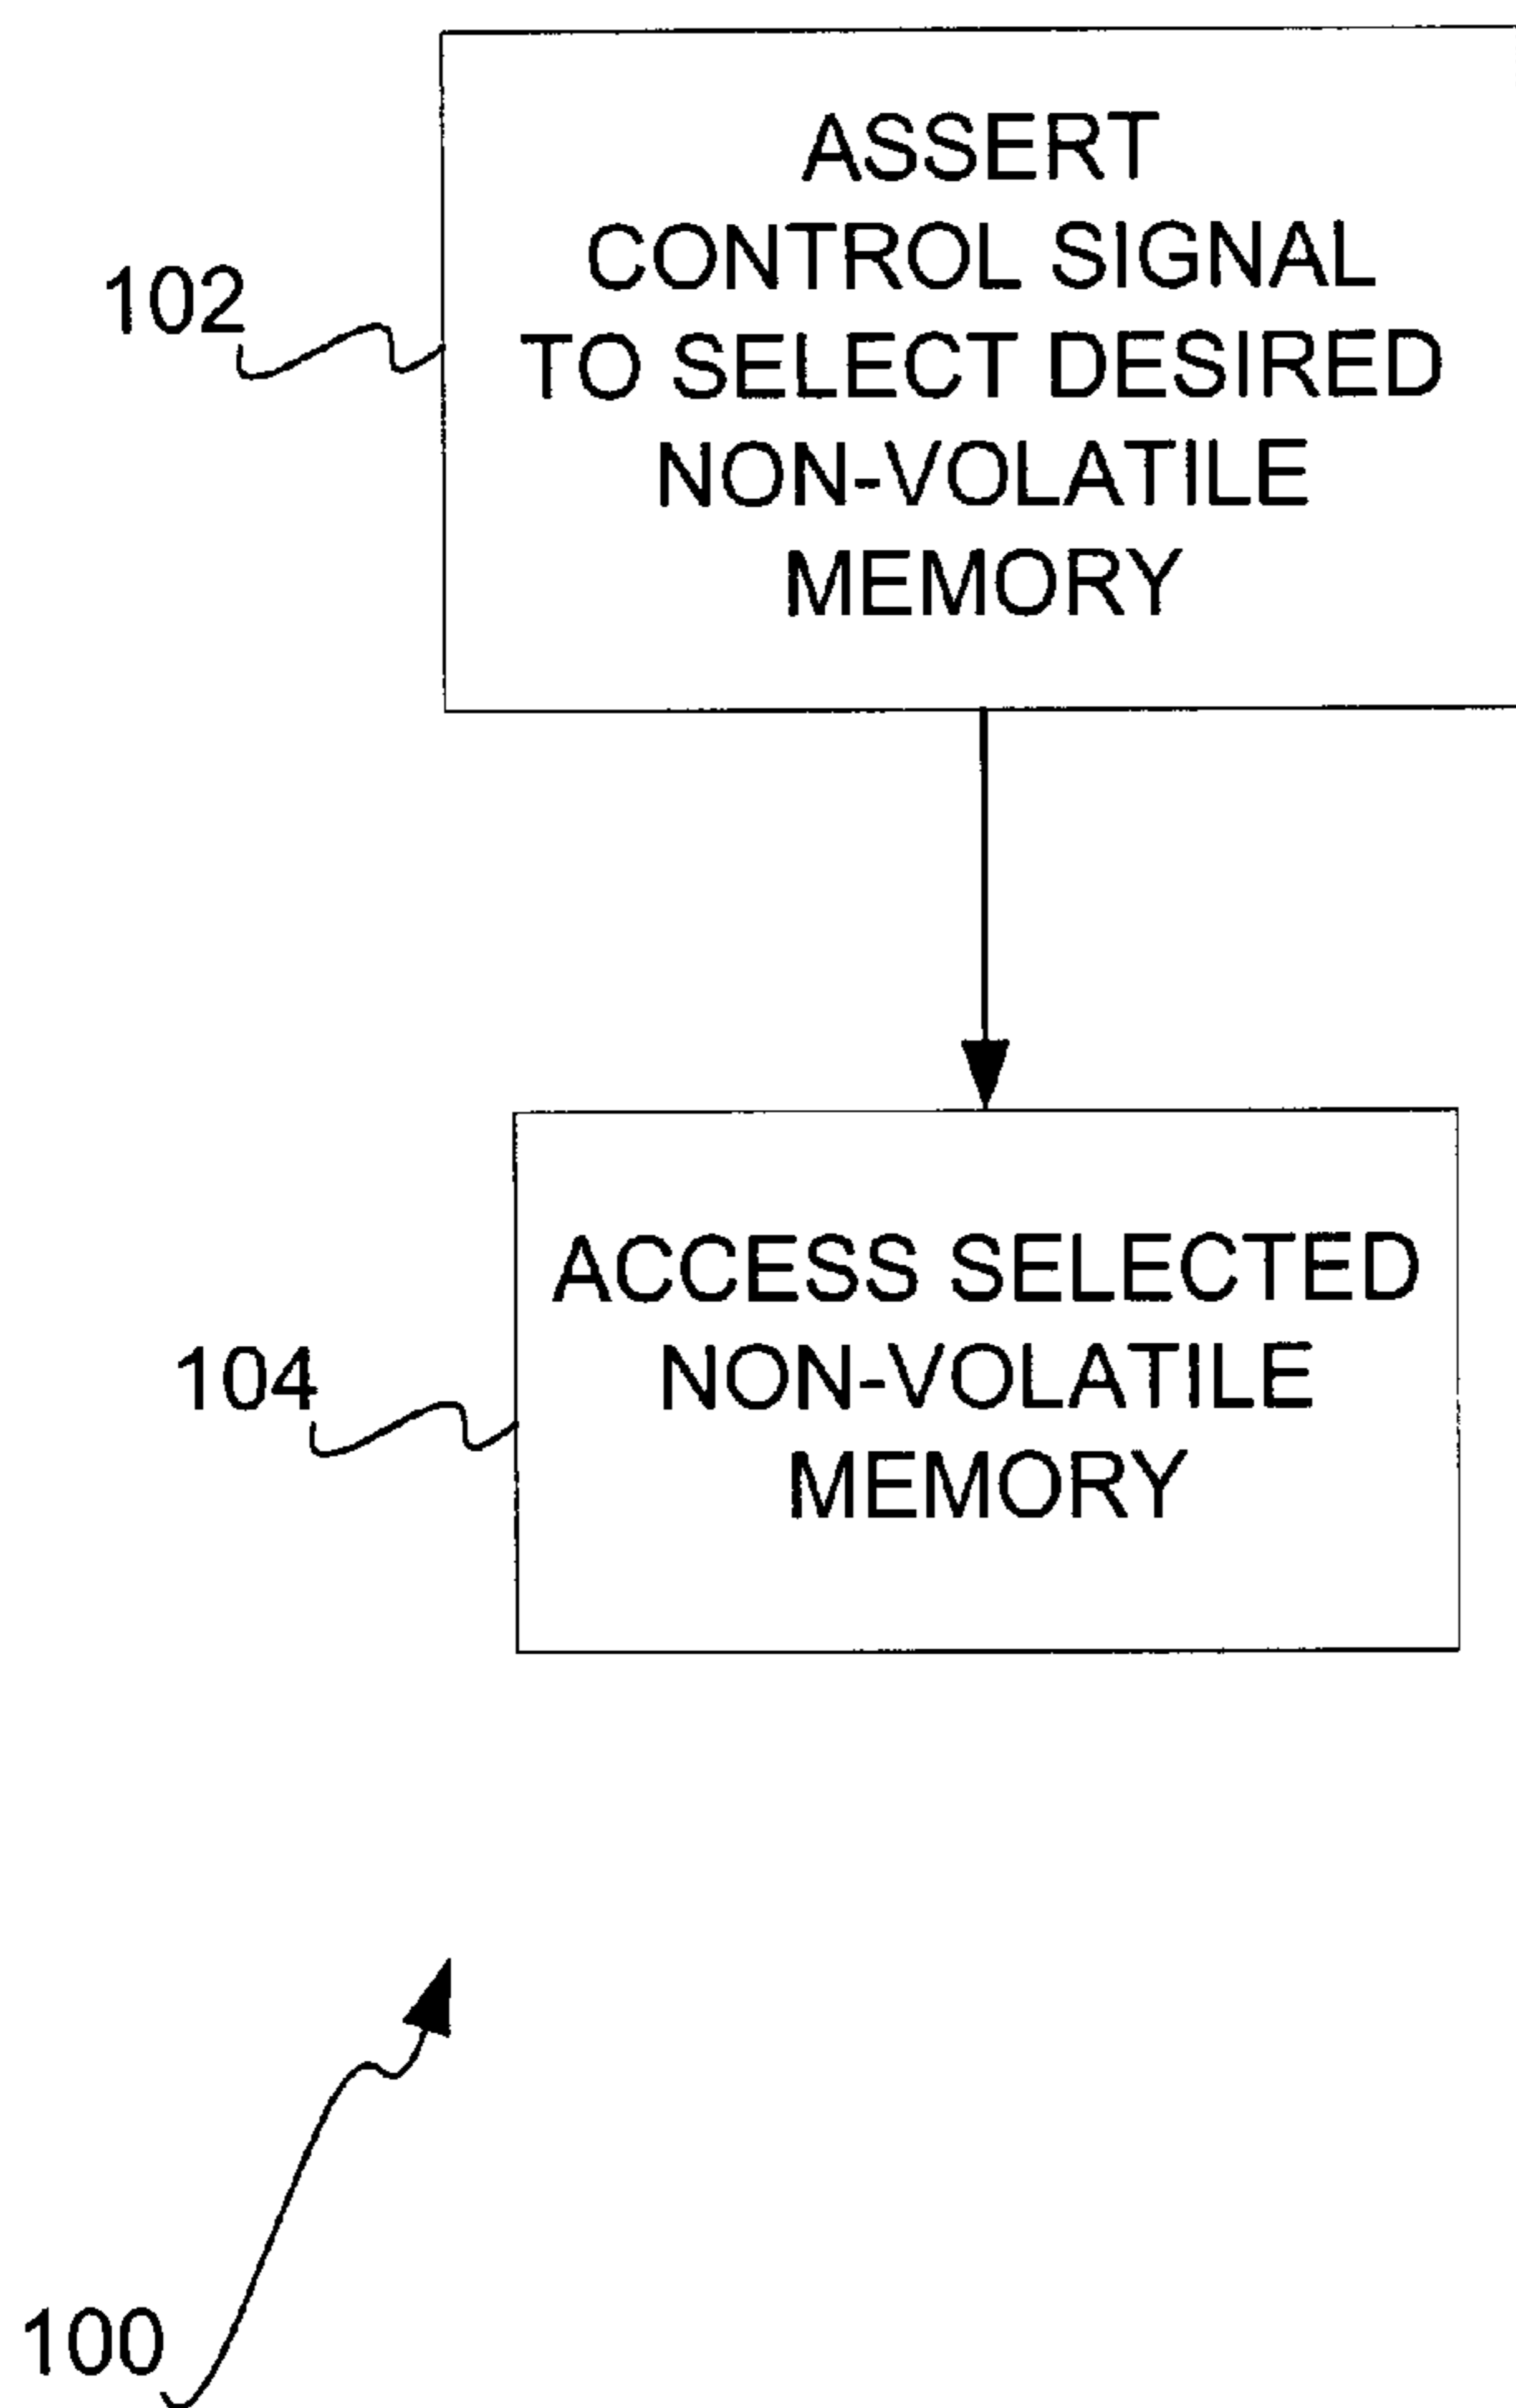 ASSERT
CONTROL SIGNAL
102
TO SELECT DESIRED
NON-VOLATILE
MEMORY
ACCESS SELECTED
104
NON-VOLATILE
MEMORY
100